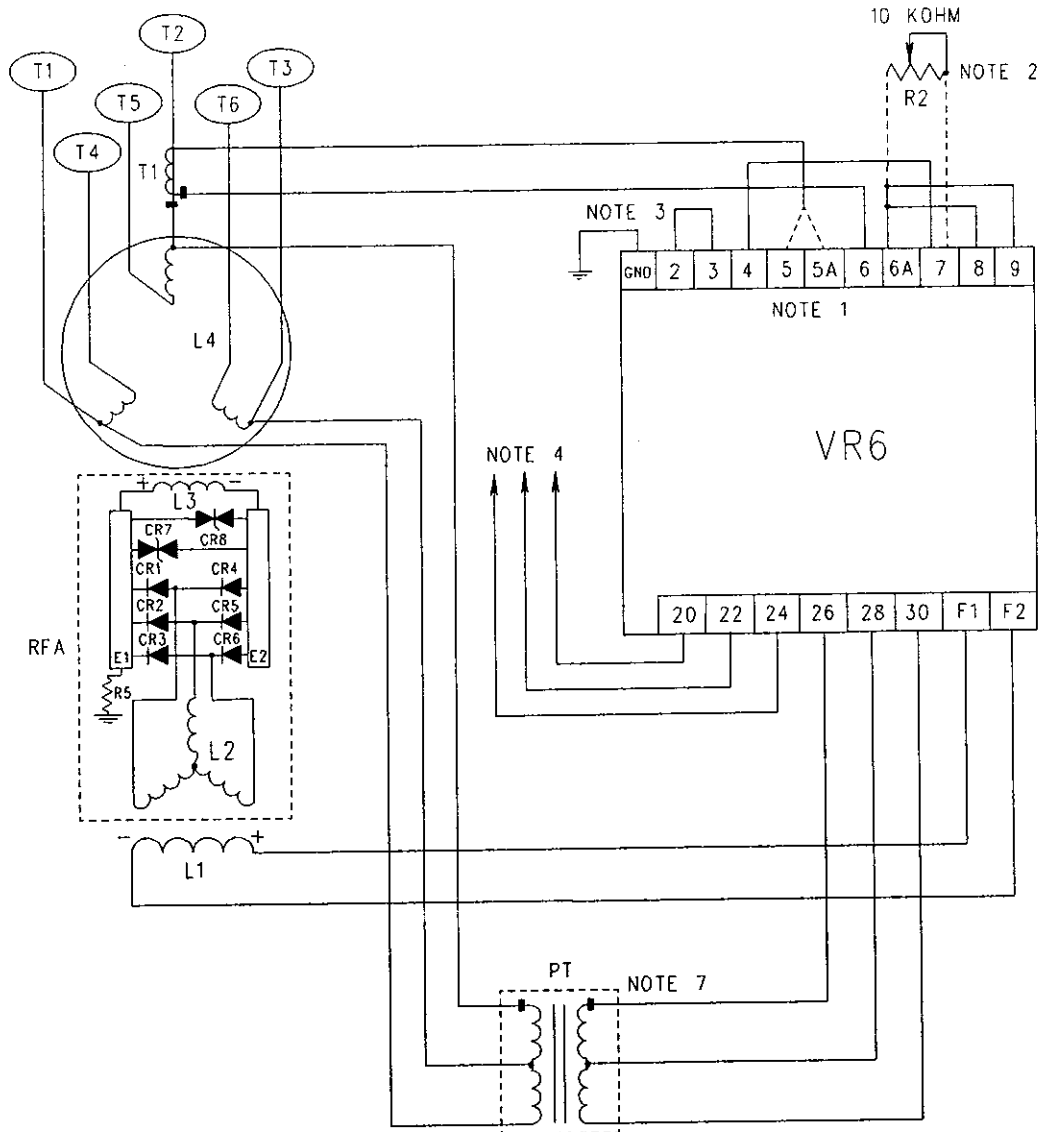 10 KOHM
T2
T1
T3
NOTE 2
T5
T6
R2
T4
T1
NOTE 3
GND 2 3 4 5 5A 6 6A 7 8 9
NOTE 1
L4
VR6
NOTE 4
+ L3 -
CR7 CR8
CR1 CR4
CR2 CR5
CR3 CR6
RFA
E1 E2
R5
20 22 24 26 28 30 F1 F2
L2
- +
L1
PT
NOTE 7